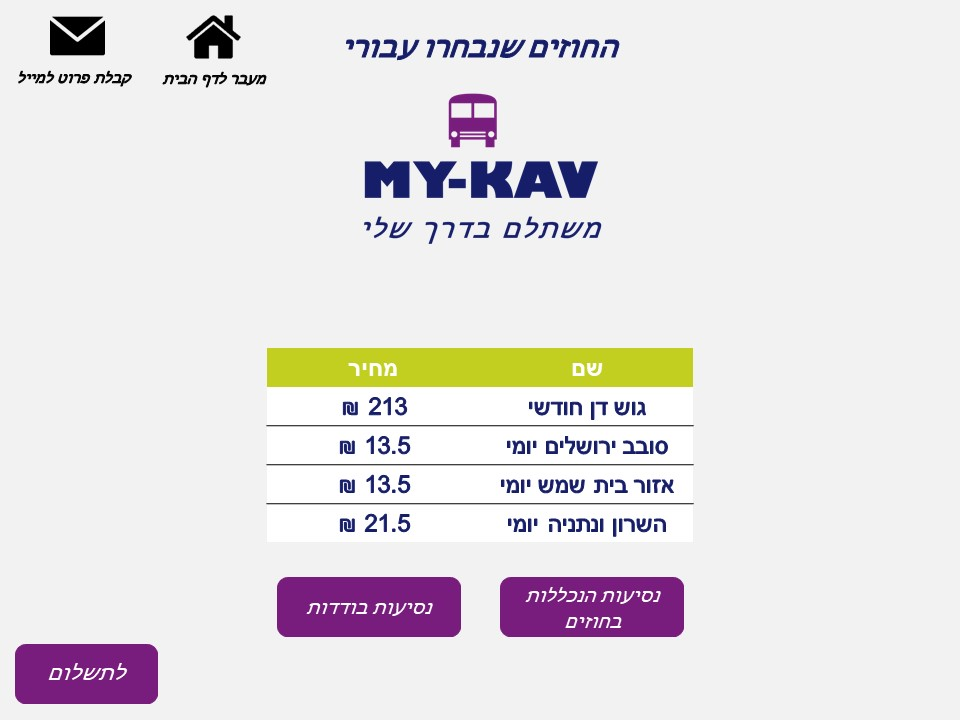 החוזים שנבחרו עבורי
מעבר לדף הבית
קבלת פרוט למייל
MY-KAV
משתלם בדרך שלי
שם מחיר
גוש דן חודשי 213 ₪
סובב ירושלים יומי 13.5 ₪
אזור בית שמש יומי 13.5 ₪
השרון ונתניה יומי 21.5 ₪
נסיעות הנכללות
בחוזים
נסיעות בודדות
לתשלום